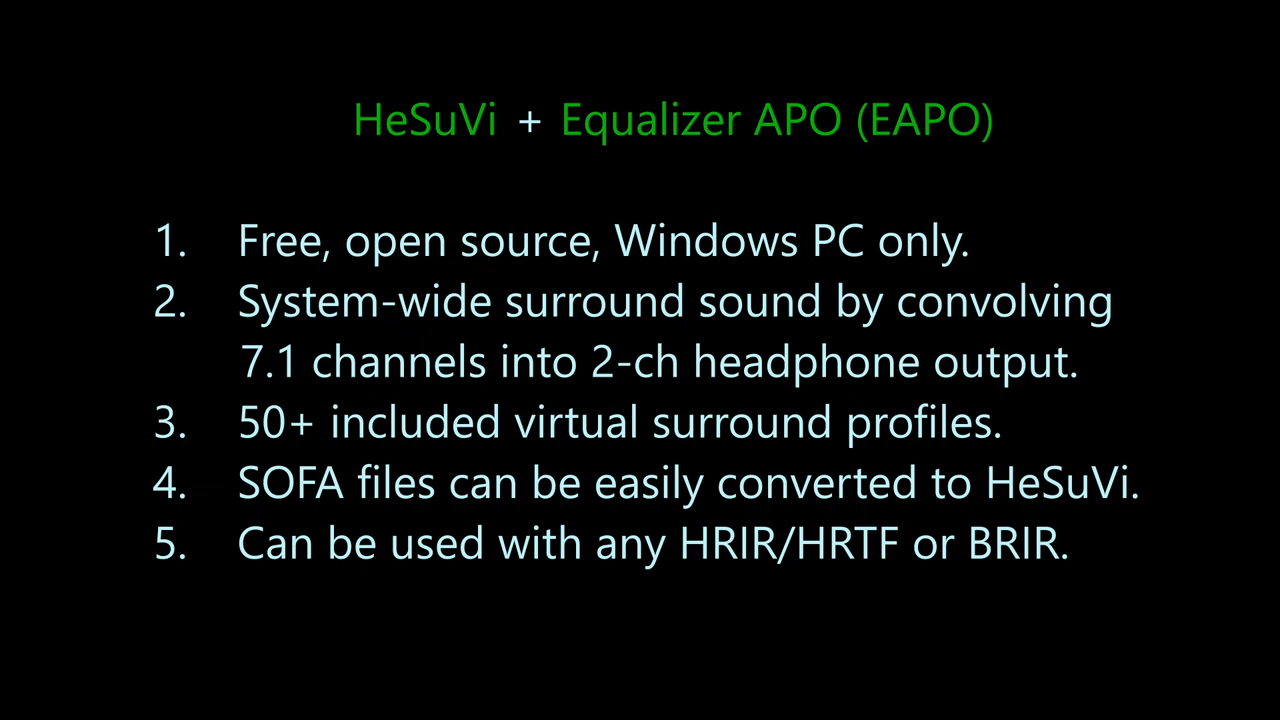 HeSuVi + Equalizer APO (EAPO)
1. Free, open source, Windows PC only.
2. System-wide surround sound by convolving
7.1 channels into 2-ch headphone output.
3. 50+ included virtual surround profiles.
4. SOFA files can be easily converted to HeSuVi.
5. Can be used with any HRIR/HRTF or BRIR.